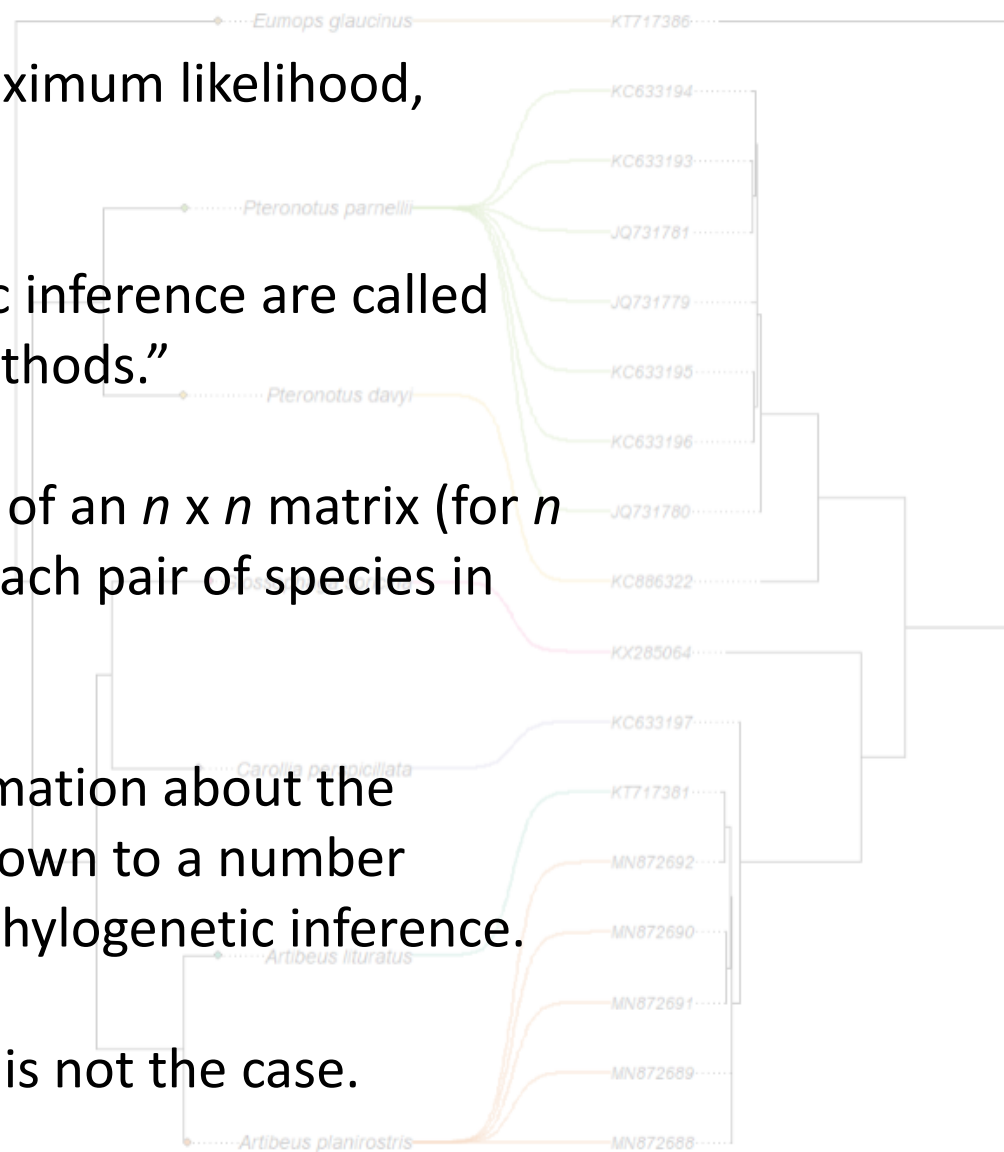 Eumops glaucinus KT717386
ximum likelihood,
KC633194
KC633193
Pteronotus parnellii
JQ731781
c inference are called
JQ731779
thods.”
KC633195
Pteronotus davyi
KC633196
of an n x n matrix (for n
JQ731780
ach pair of species in
KC886322
KX285064
KC633197
Carollia perspicillata
mation about the
KT717381
own to a number
MN872692
hylogenetic inference.
MN872690
Artibeus lituratus
MN872691
is not the case.
MN872689
Artibeus planirostris MN872688